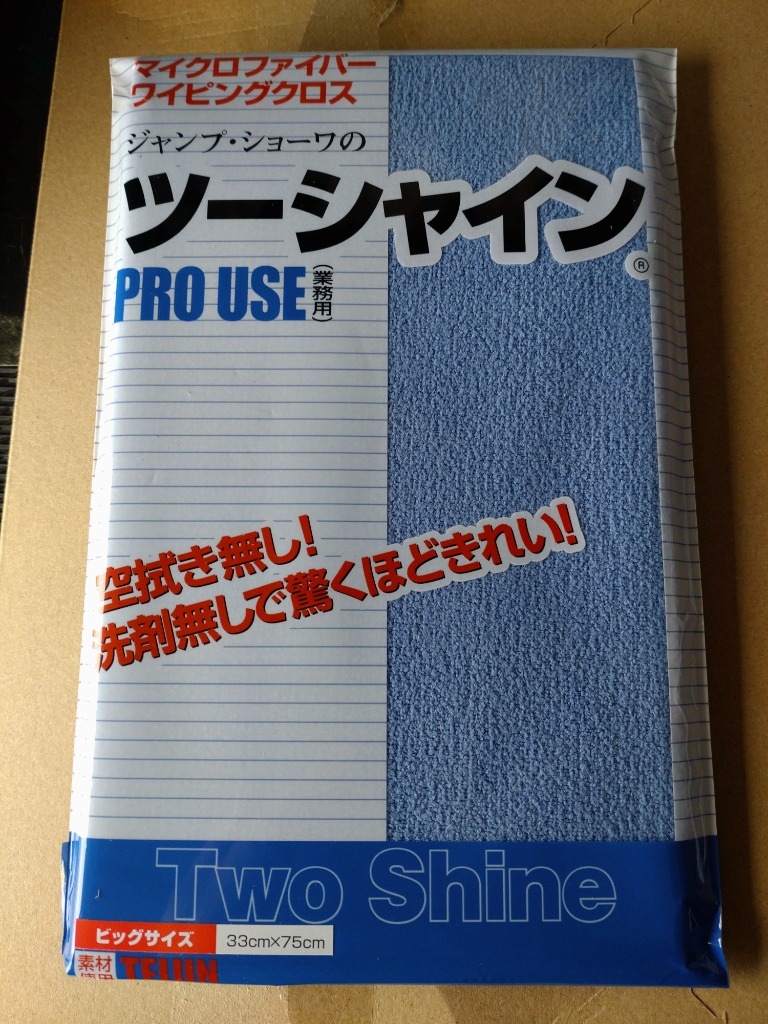 マイクロファイバー
ワイピングクロス
ジャンプ・ショーワの
ツーシャイン
®
PRO USE（業務用）
空拭き無し!
洗剤無しで驚くほどきれい!
Two Shine
ビッグサイズ 33cm×75cm
素材
使用
TEIJIN